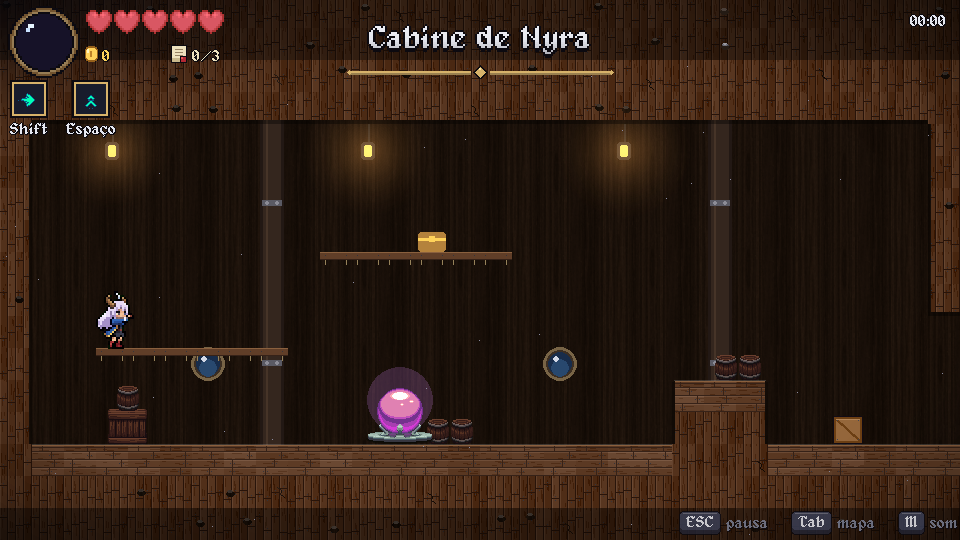 Cabine de Nyra
00:00
0
0/3
Shift
Espaço
ESC pausa
Tab mapa
M som